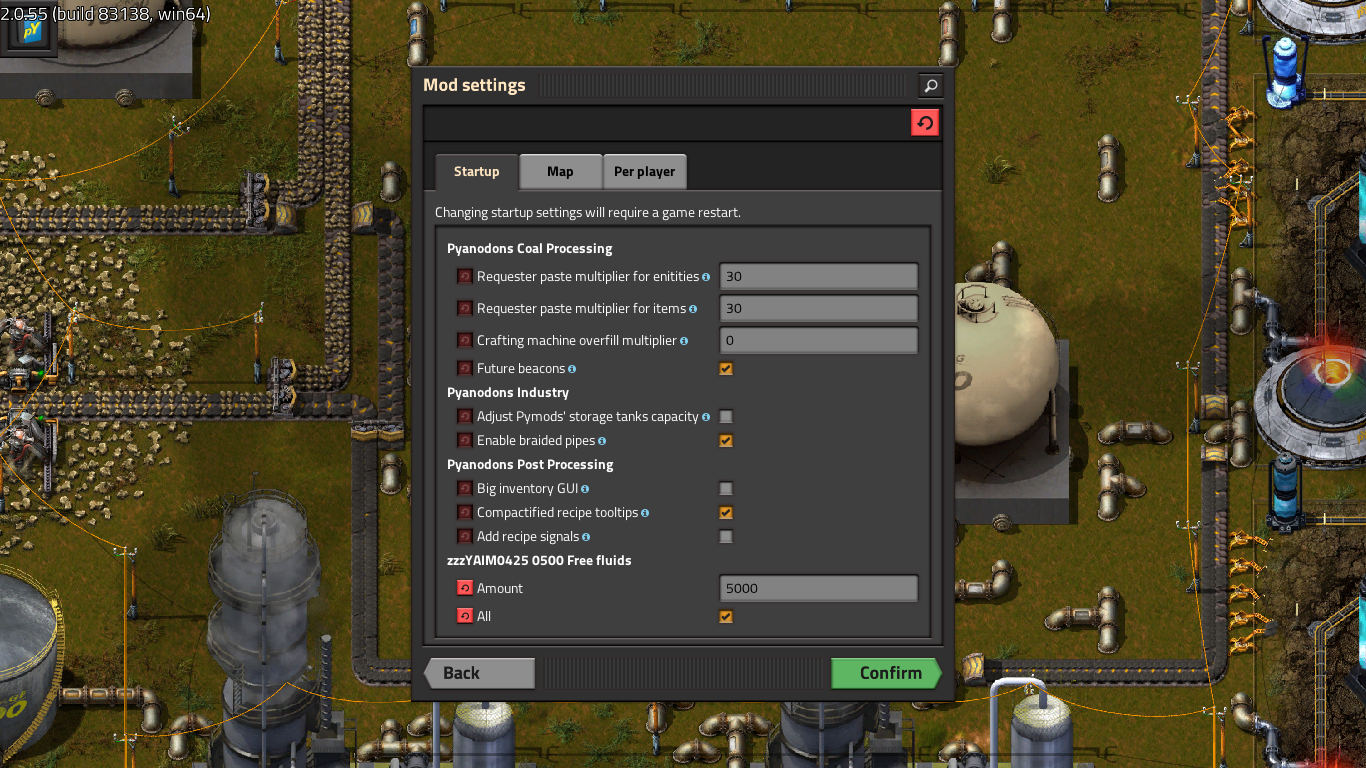 2.0.55 (build 83138, win64)
pY
Mod settings
Startup Map Per player
Changing startup settings will require a game restart.
Pyanodons Coal Processing
Requester paste multiplier for enitities 30
Requester paste multiplier for items 30
Crafting machine overfill multiplier 0
Future beacons
Pyanodons Industry
Adjust Pymods' storage tanks capacity
Enable braided pipes
Pyanodons Post Processing
Big inventory GUI
Compactified recipe tooltips
Add recipe signals
zzzYAIM0425 0500 Free fluids
Amount 5000
All
Back Confirm